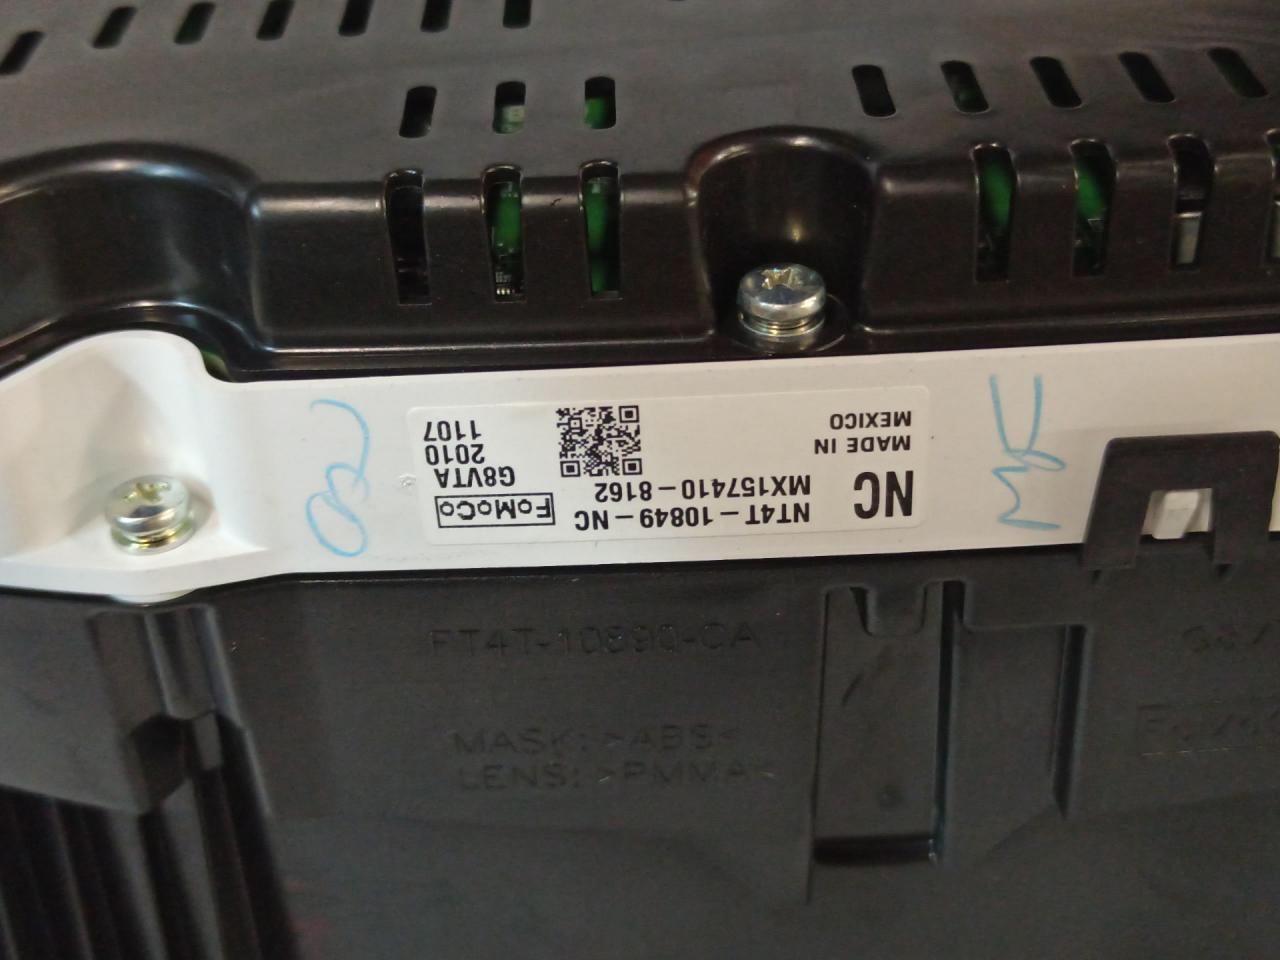 NC
NT4T-10849-NC
MX157410-8162
MADE IN
MEXICO
FoMoCo
G8VTA
2010
1107
FT4T-10890-CA
MASK: >ABS<
LENS: >PMMA<